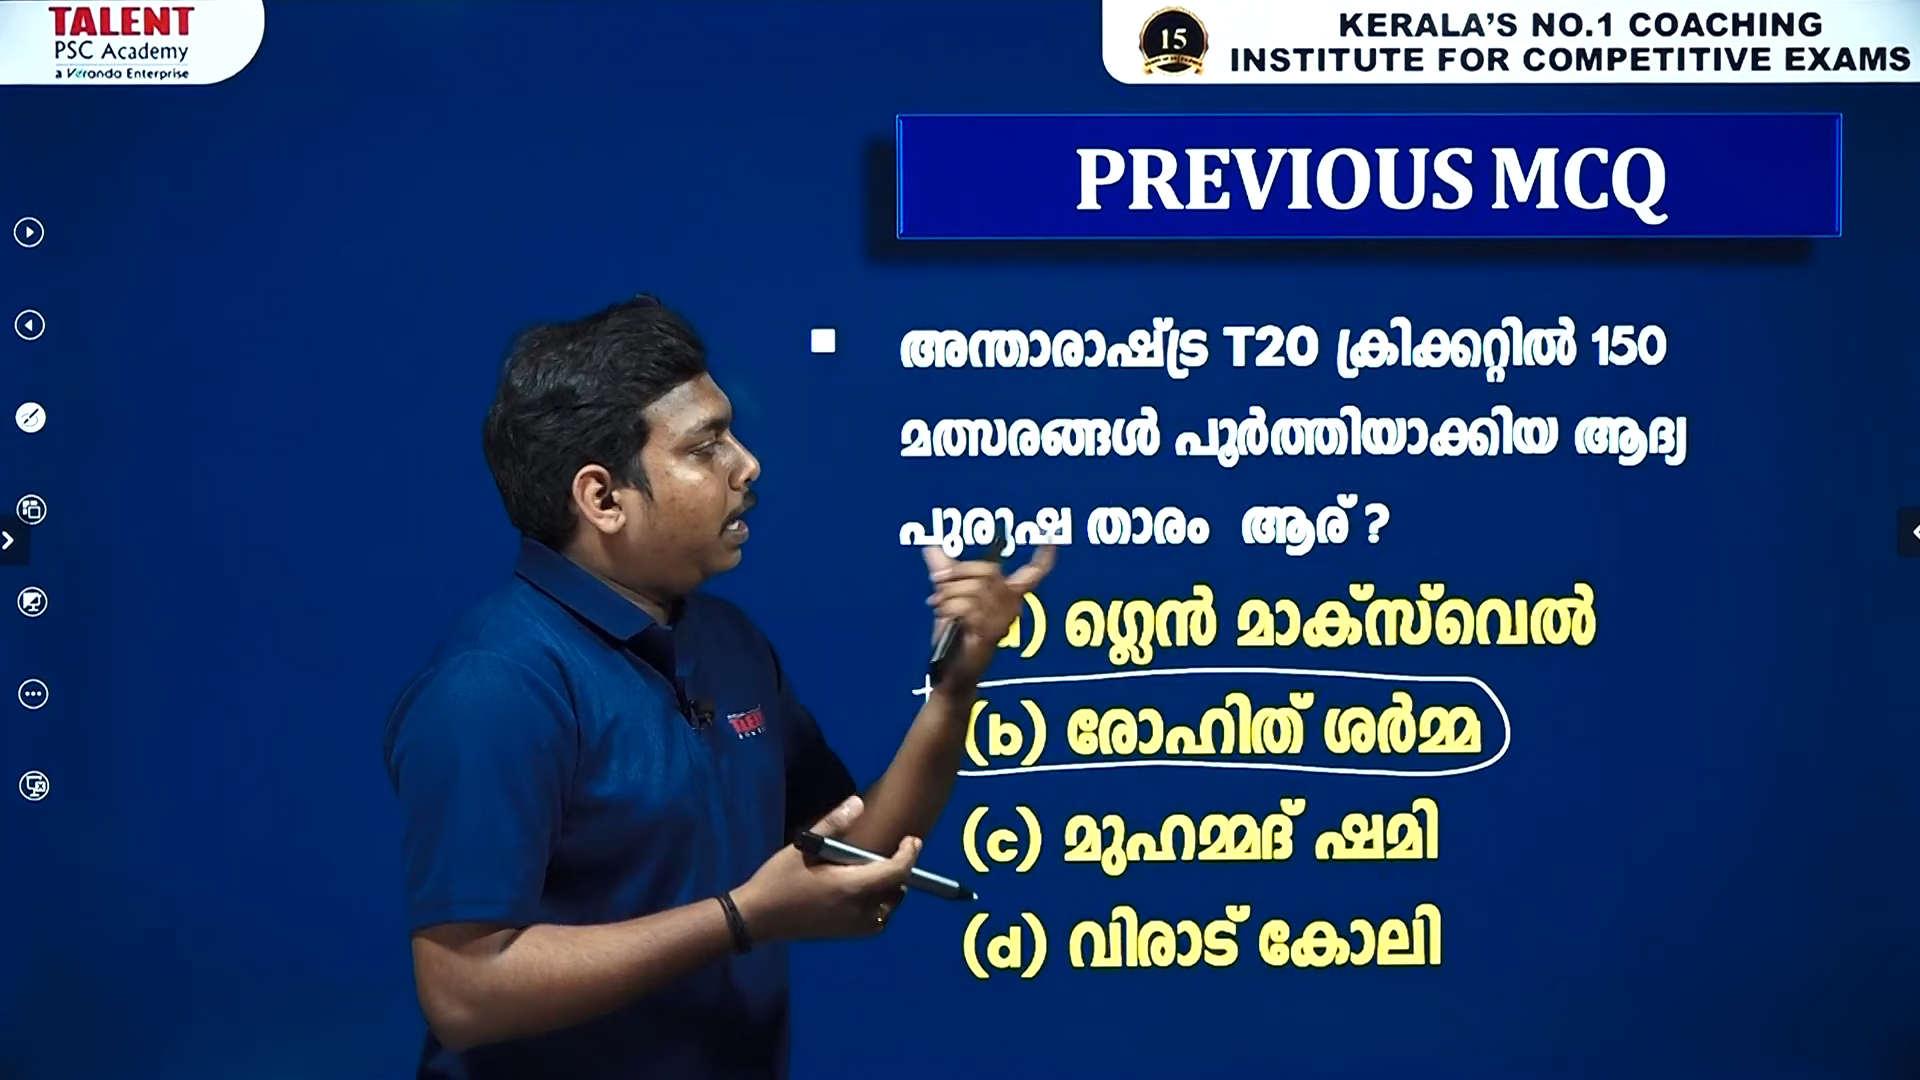 TALENT
PSC Academy
a Veranda Enterprise
15
KERALA'S NO.1 COACHING
INSTITUTE FOR COMPETITIVE EXAMS
PREVIOUS MCQ
അന്താരാഷ്ട്ര T20 ക്രിക്കറ്റിൽ 150
മത്സരങ്ങൾ പൂർത്തിയാക്കിയ ആദ്യ
പുരുഷ താരം ആര് ?
ഗ്ലെൻ മാക്സ്‌വെൽ
(b) രോഹിത് ശർമ്മ
(c) മുഹമ്മദ് ഷമി
(d) വിരാട് കോലി
TALENT